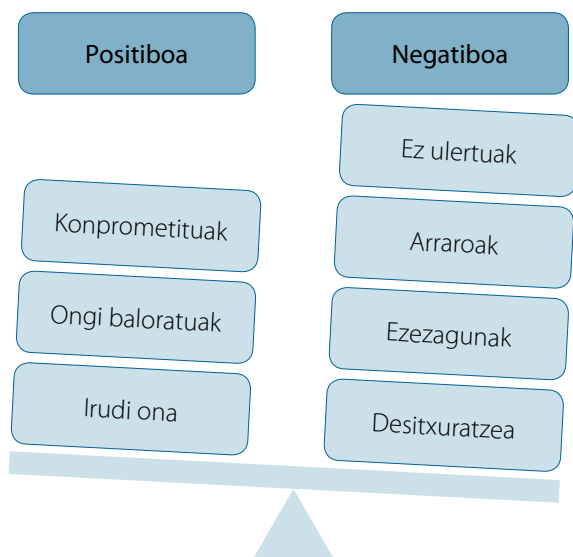 Positiboa
Konprometituak
Ongi baloratuak
Irudi ona
Negatiboa
Ez ulertuak
Arraroak
Ezezagunak
Desitxuratzea